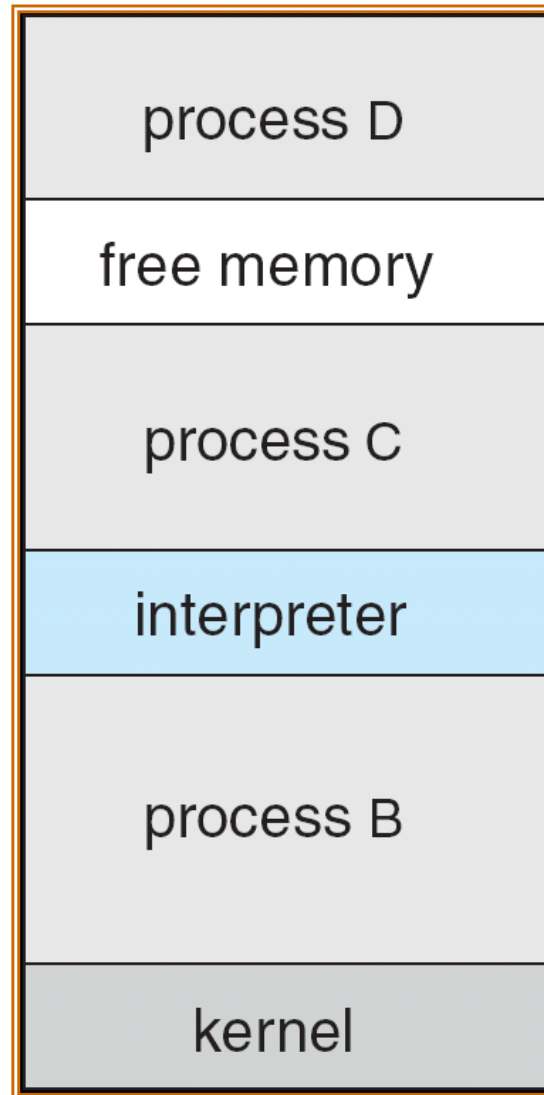 process D
free memory
process C
interpreter
process B
kernel